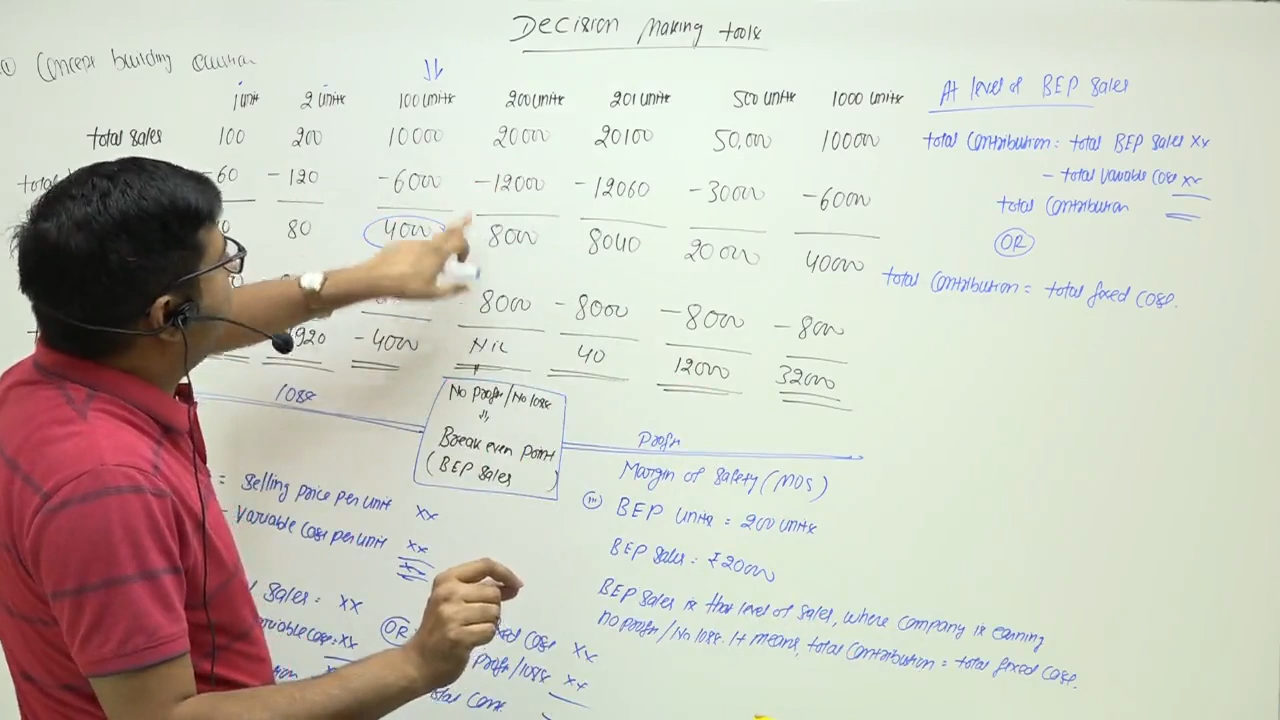 Decision Making tools
① Concept building
1 unit 2 units 100 units 200 units 201 units 500 units 1000 units
total sales 100 200 10000 20000 20100 50,000 100000
-60 -120 -6000 -12000 -12060 -30000 -60000
80 4000 8000 8040 20000 40000
-8000 -8000 -8000 -8000
-4000 Nil 40 12000 32000
loss
No profit/No loss
Break even point
(BEP sales)
Profit
Margin of safety (MOS)
BEP units = 200 units
BEP sales: ₹20000
BEP sales is that level of sales, where company is earning
no profit/No loss. It means, total contribution = total fixed cost.
= selling price per unit xx
- variable cost per unit xx
xx
sales: xx
variable cost: xx
OR
fixed cost xx
profit/loss xx
At level of BEP sales
total contribution: total BEP sales xx
- total variable cost xx
total contribution
OR
total contribution = total fixed cost.